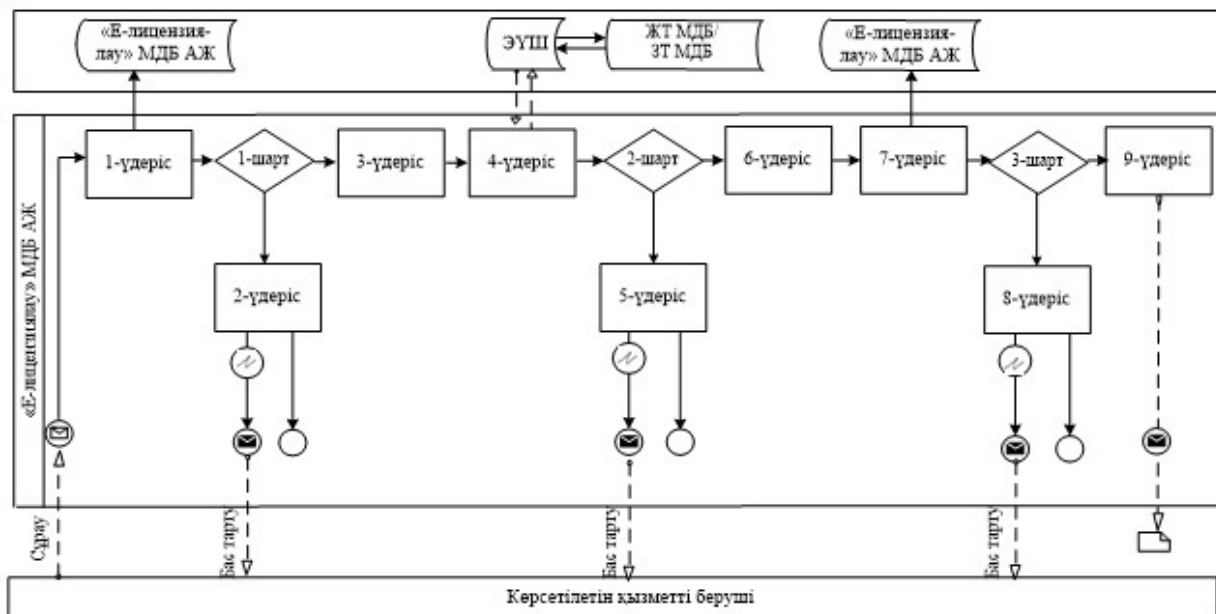 «Е-лицензия-
лау» МДБ АЖ
ЭҮШ
ЖТ МДБ/
ЗТ МДБ
«Е-лицензия-
лау» МДБ АЖ
«Е-лицензиялау» МДБ АЖ
1-үдеріс
1-шарт
3-үдеріс
4-үдеріс
2-шарт
6-үдеріс
7-үдеріс
3-шарт
9-үдеріс
2-үдеріс
5-үдеріс
8-үдеріс
Сұрау
Бас тарту
Бас тарту
Бас тарту
Көрсетілетін қызметті беруші